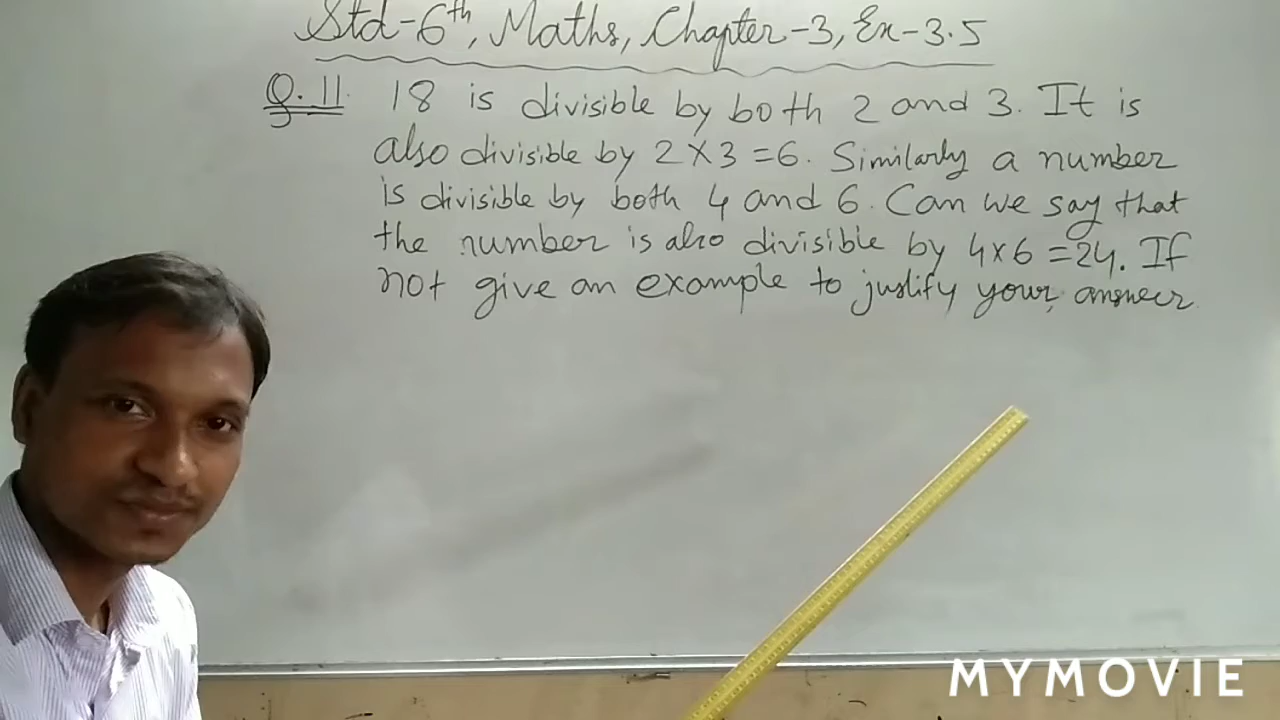 Std-6th, Maths, Chapter-3, Ex-3.5
Q.11. 18 is divisible by both 2 and 3. It is
also divisible by 2×3=6. Similarly a number
is divisible by both 4 and 6. Can we say that
the number is also divisible by 4×6=24. If
not give an example to justify your answer.
MYMOVIE